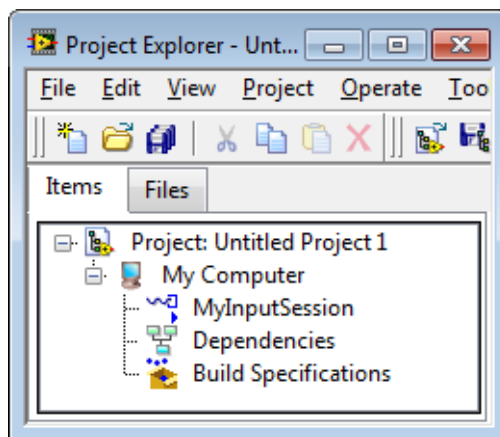 Project Explorer - Unt...
File Edit View Project Operate Too
Items Files
Project: Untitled Project 1
My Computer
MyInputSession
Dependencies
Build Specifications